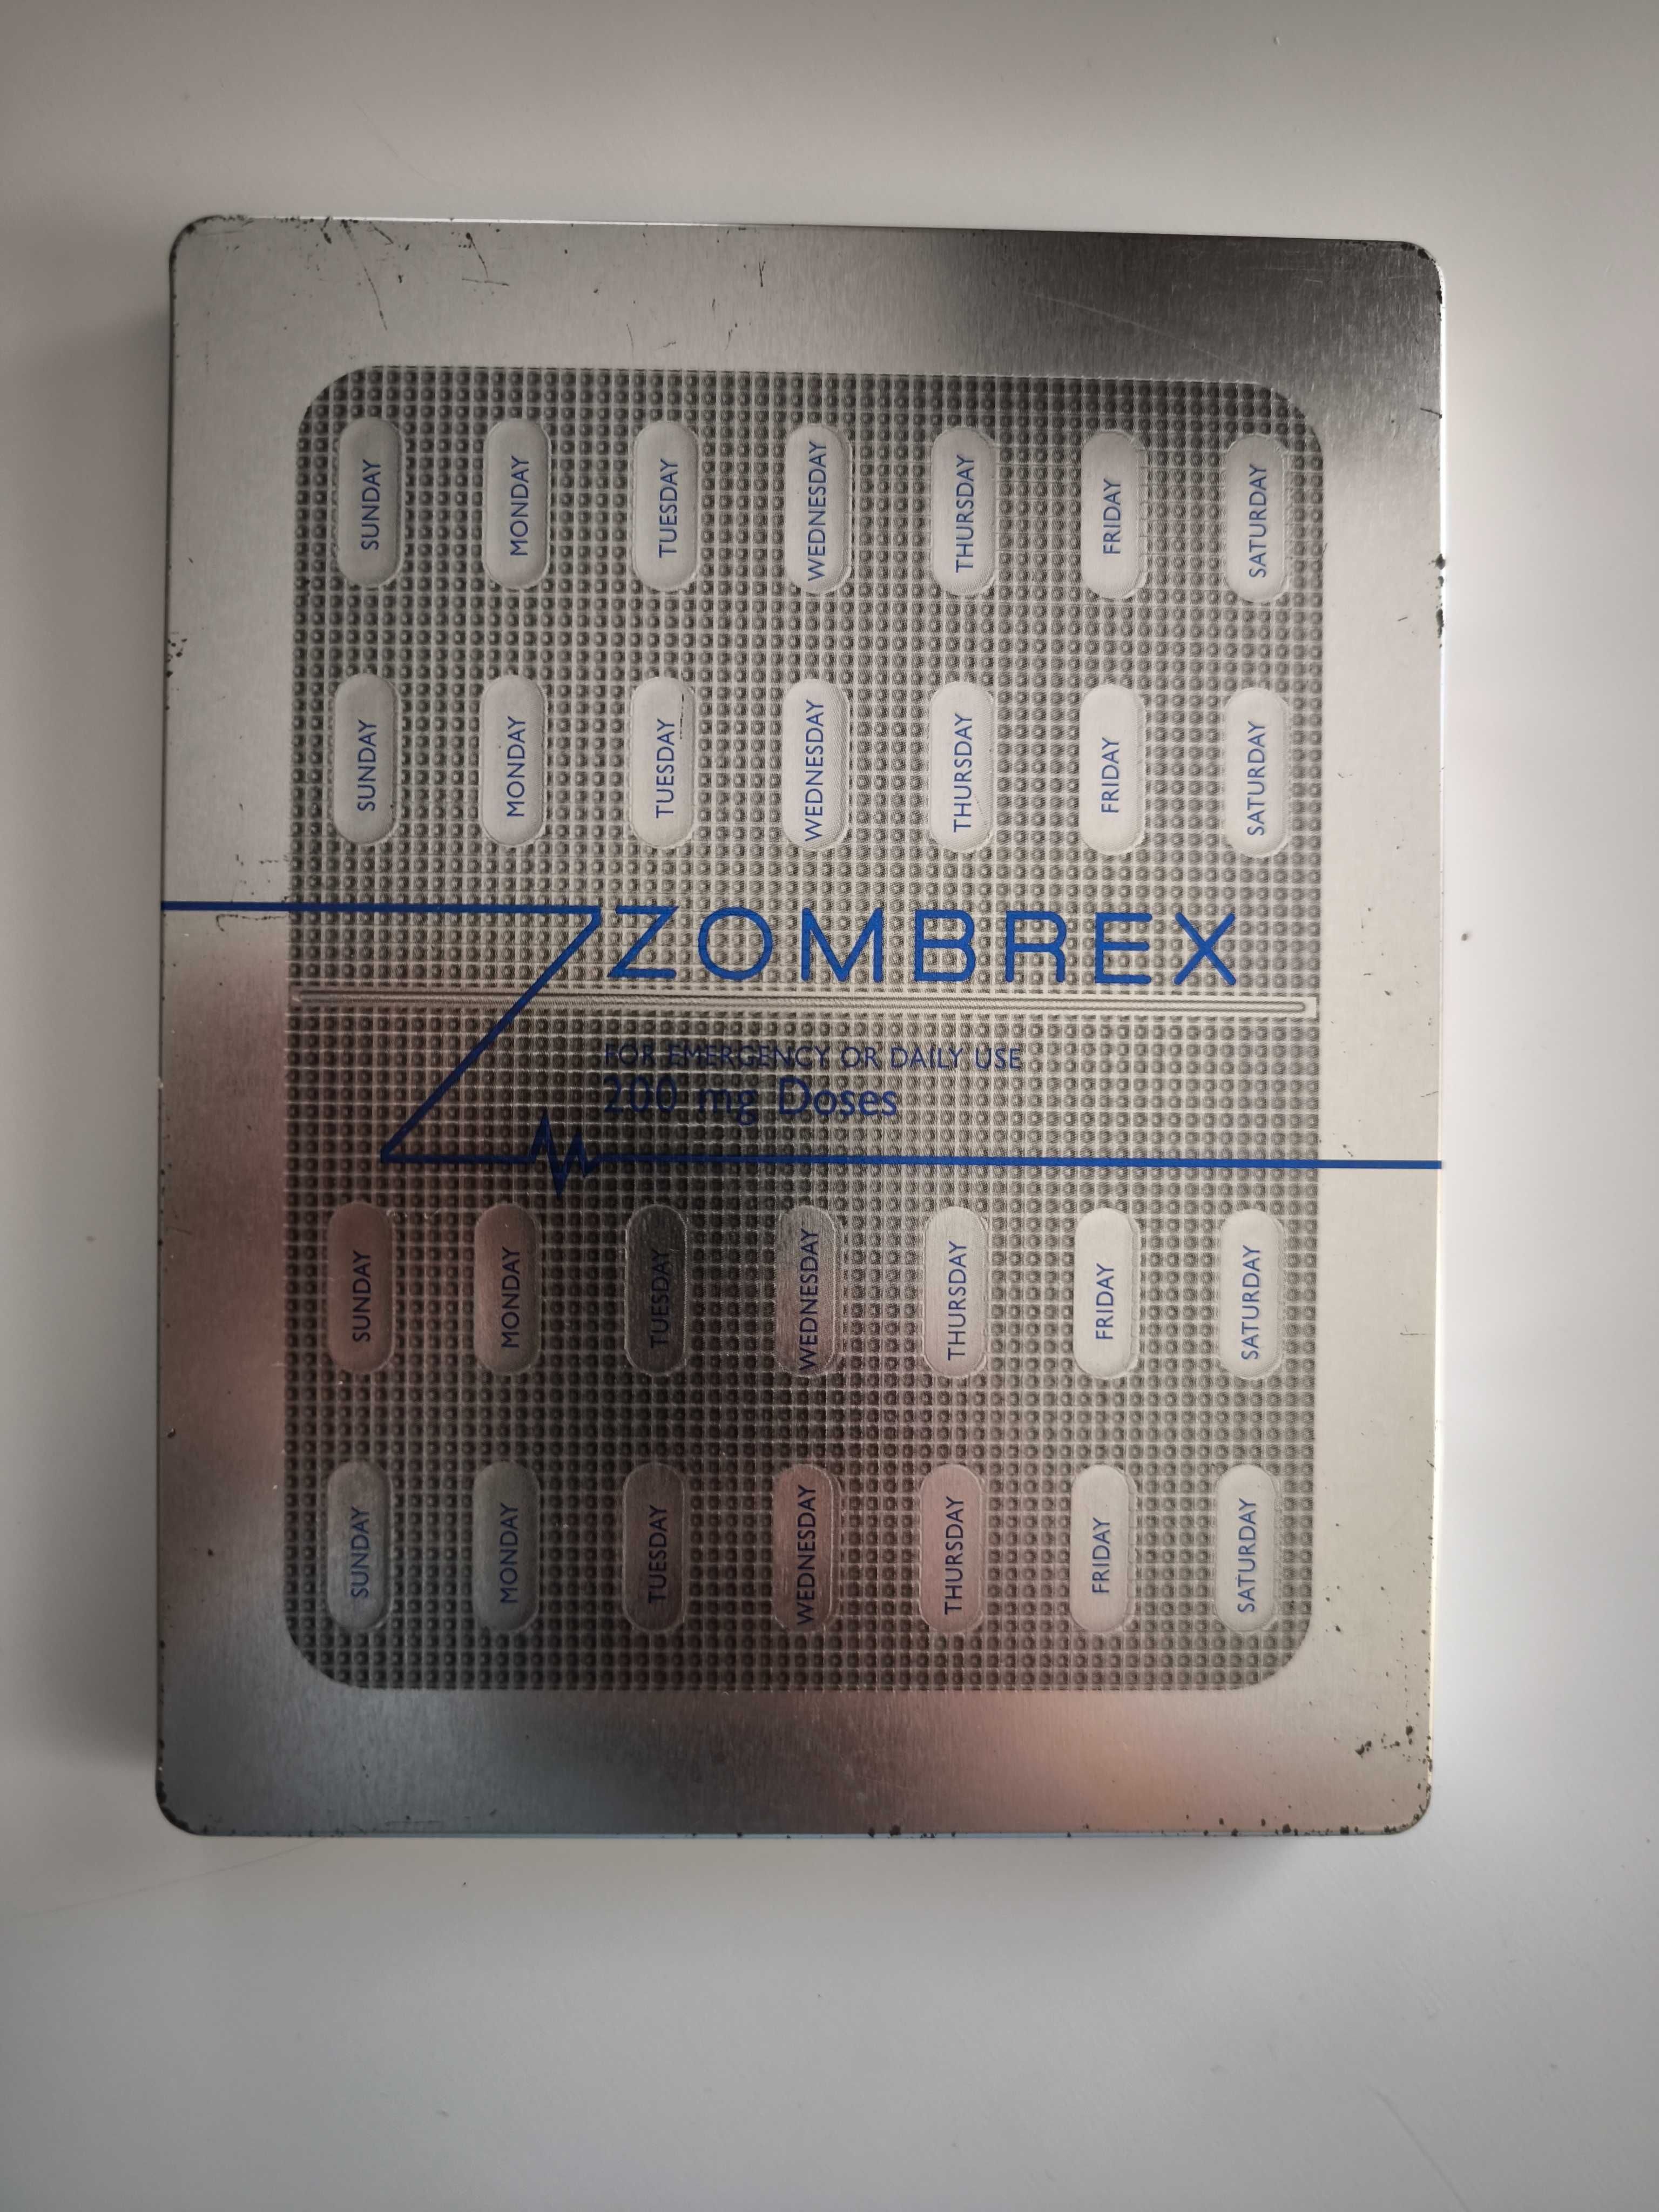 SUNDAY MONDAY TUESDAY WEDNESDAY THURSDAY FRIDAY SATURDAY
SUNDAY MONDAY TUESDAY WEDNESDAY THURSDAY FRIDAY SATURDAY
ZOMBREX
FOR EMERGENCY OR DAILY USE
200 mg Doses
SUNDAY MONDAY TUESDAY WEDNESDAY THURSDAY FRIDAY SATURDAY
SUNDAY MONDAY TUESDAY WEDNESDAY THURSDAY FRIDAY SATURDAY